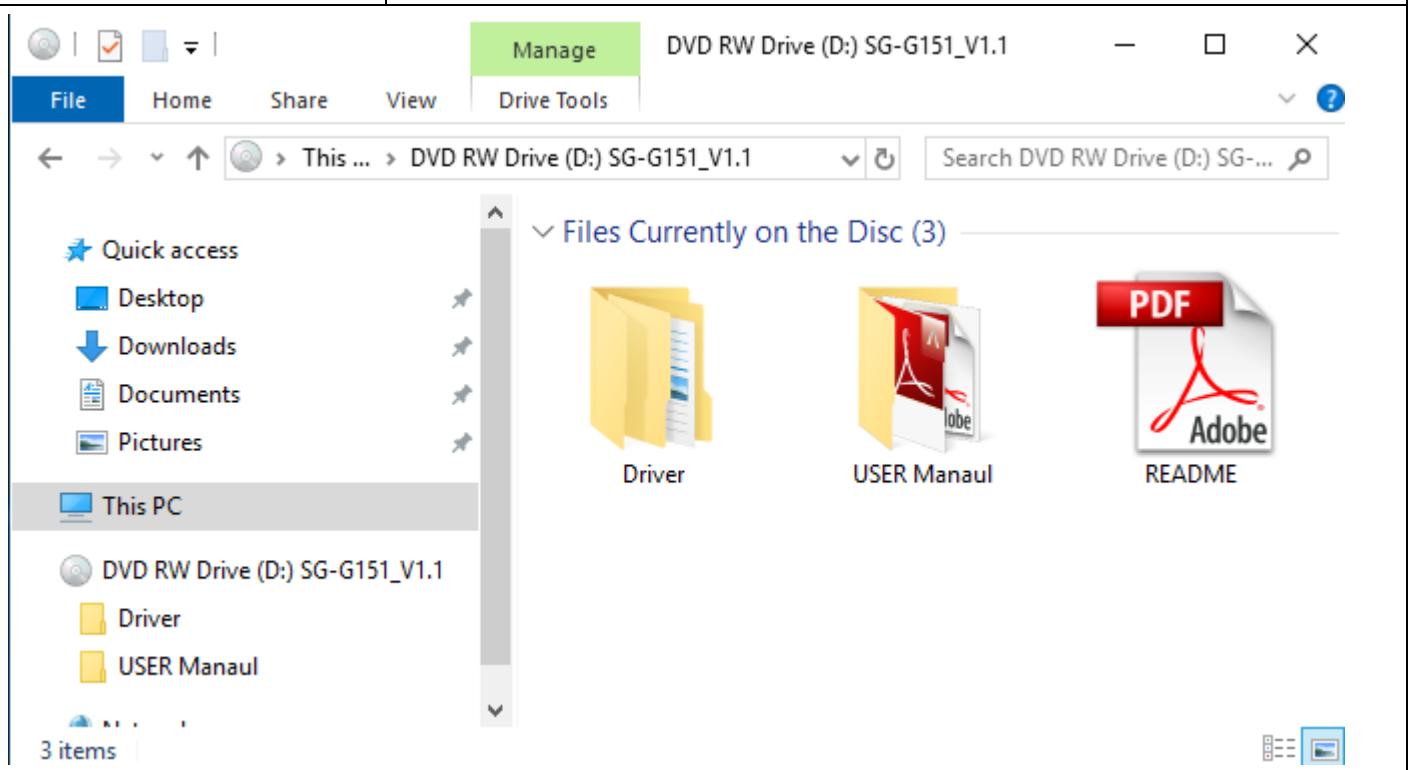 Manage DVD RW Drive (D:) SG-G151_V1.1
File Home Share View Drive Tools
This ... DVD RW Drive (D:) SG-G151_V1.1 Search DVD RW Drive (D:) SG-...
Files Currently on the Disc (3)
Quick access
Desktop
Downloads
Documents
Pictures
This PC
DVD RW Drive (D:) SG-G151_V1.1
Driver
USER Manaul
PDF
Adobe
Driver USER Manaul README
3 items